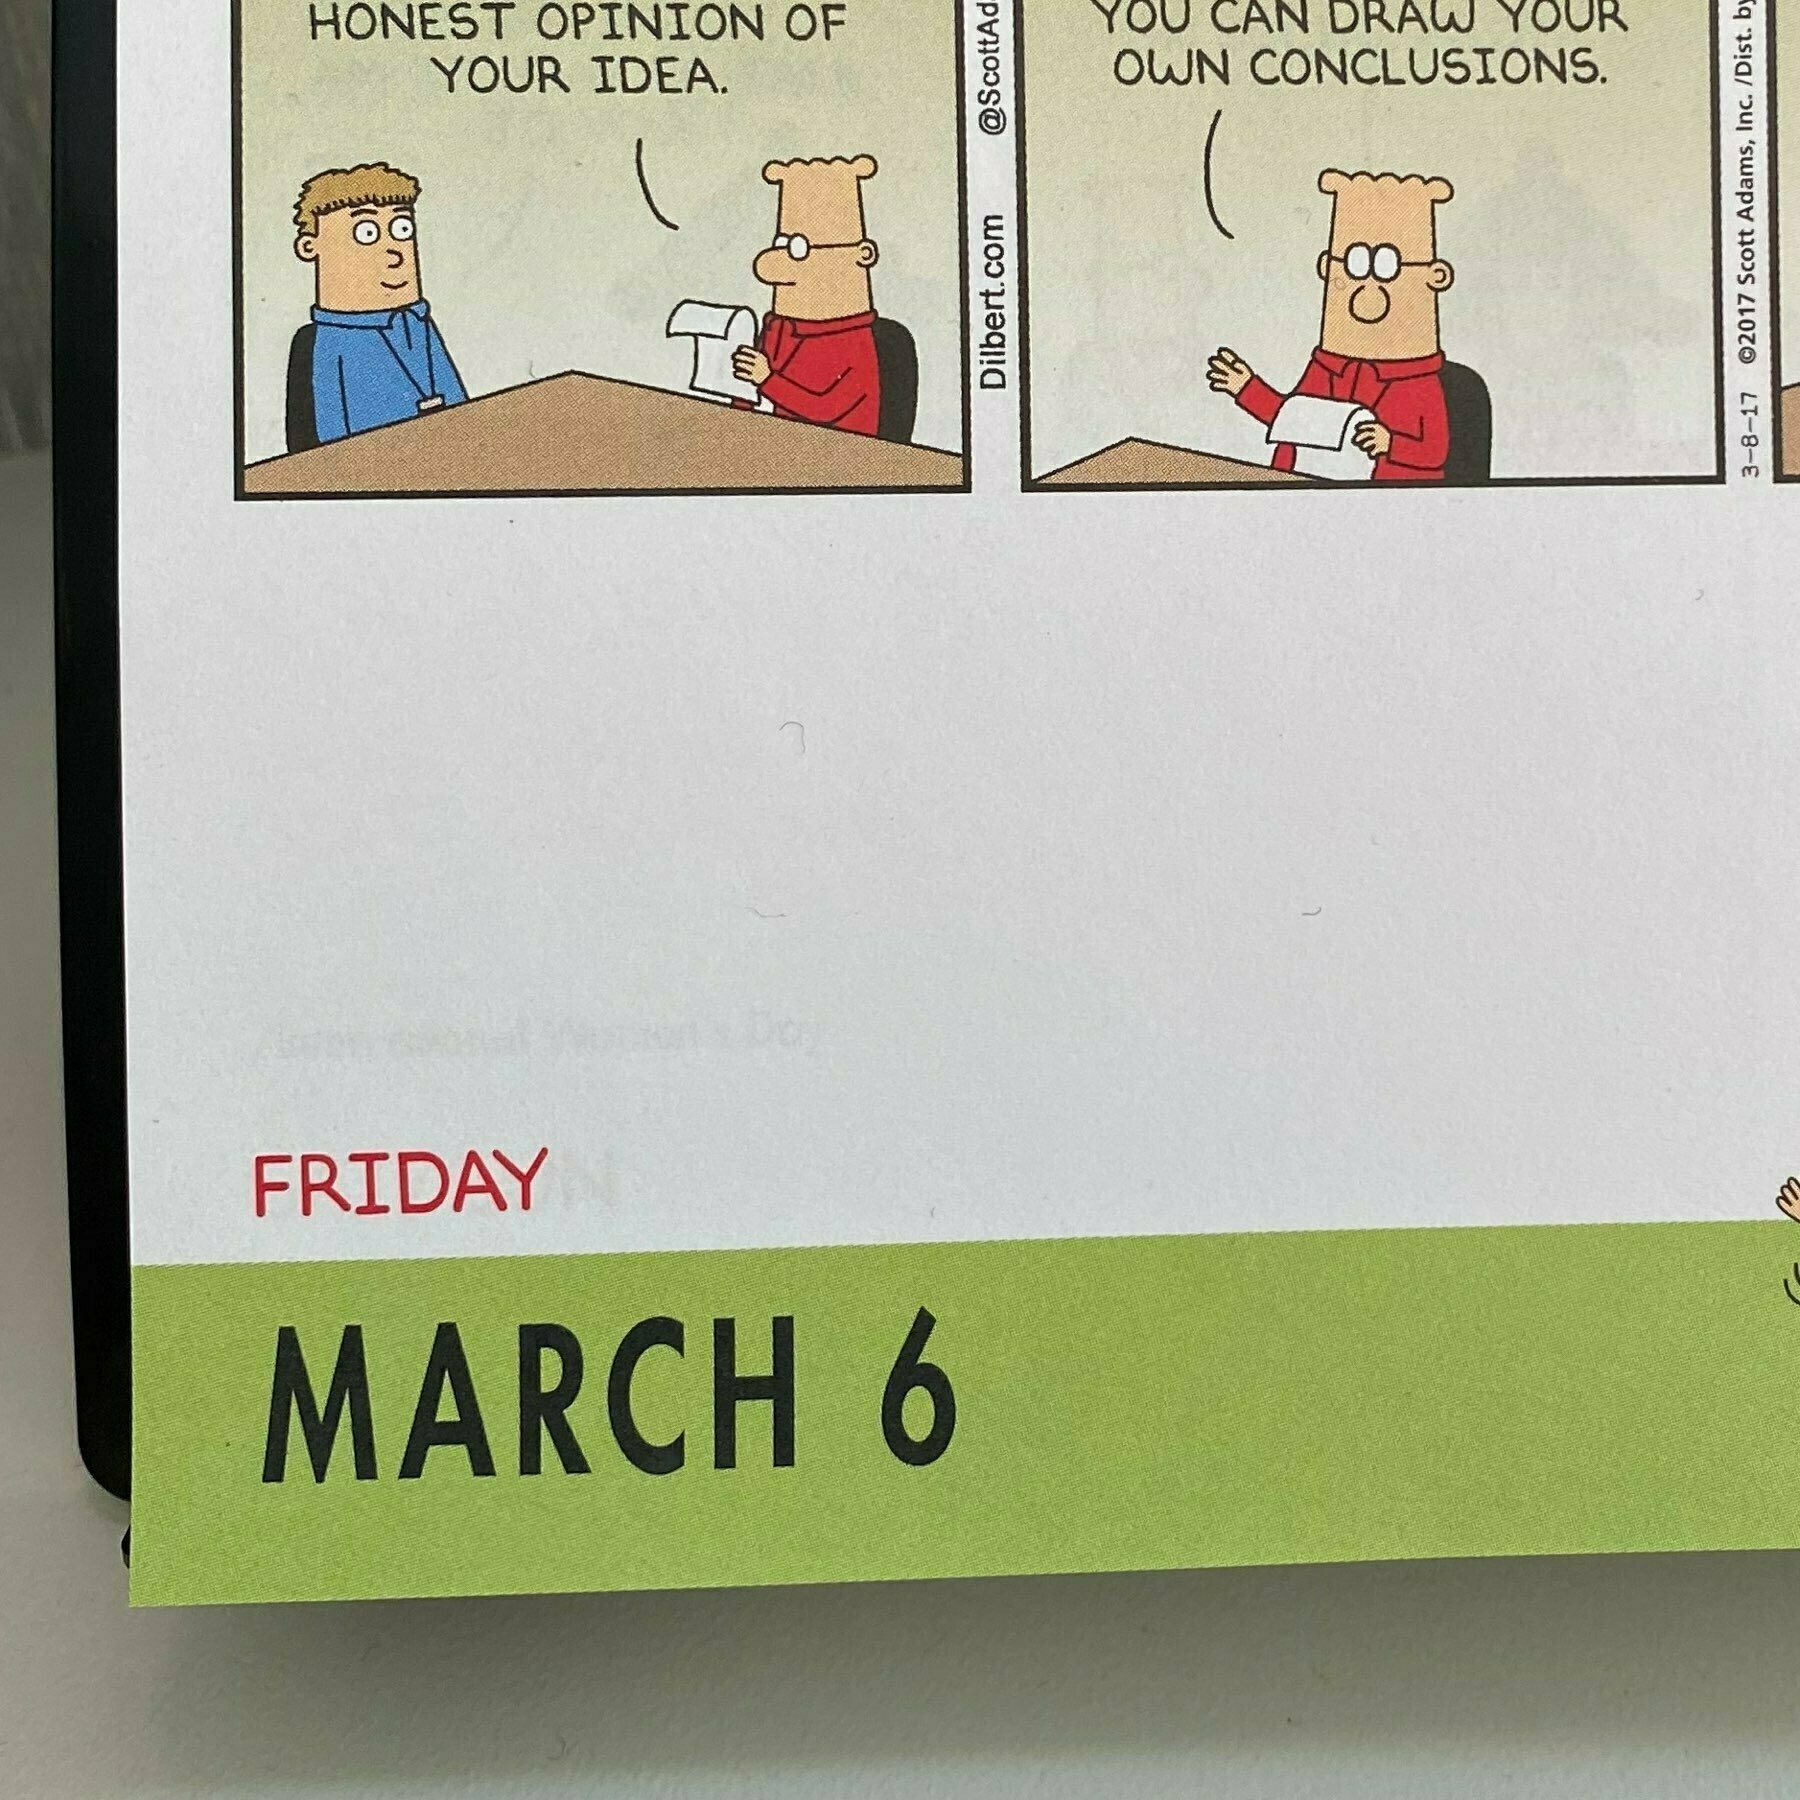 HONEST OPINION OF
YOUR IDEA.
Dilbert.com @ScottAd
YOU CAN DRAW YOUR
OWN CONCLUSIONS.
3-8-17 ©2017 Scott Adams, Inc. /Dist. by
FRIDAY
MARCH 6